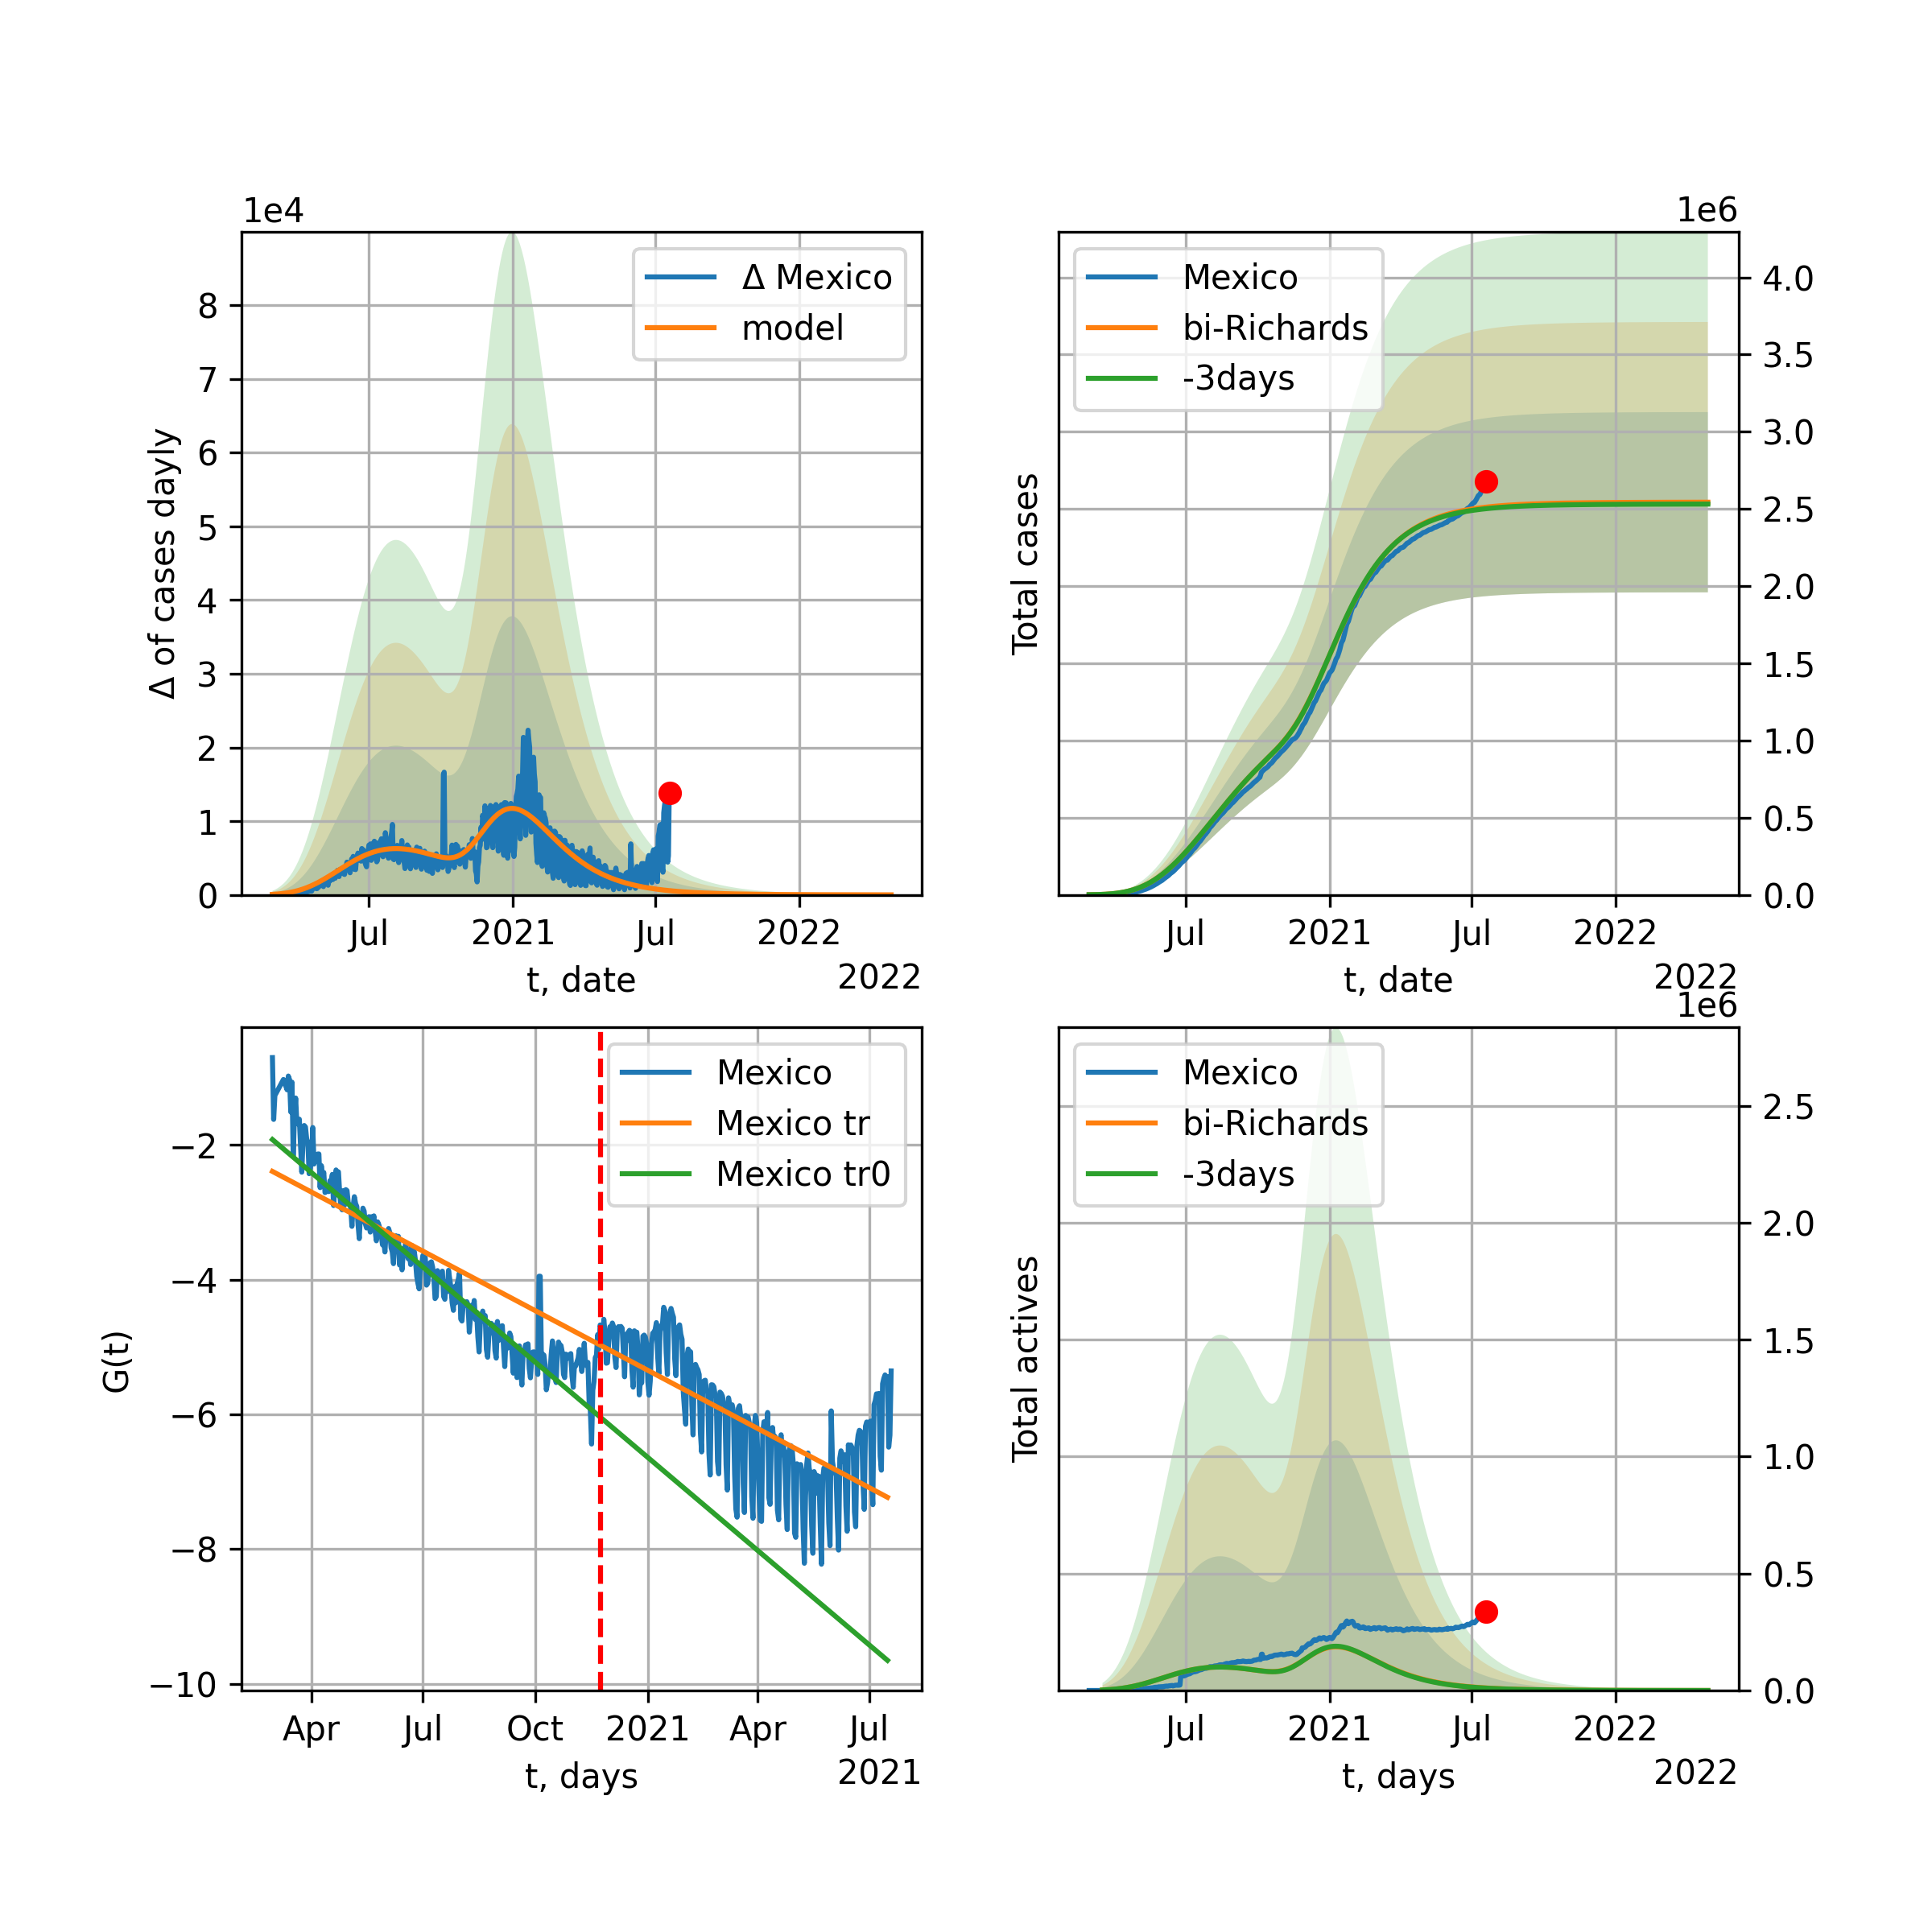 1e4
Δ Mexico
model
8
7
6
5
4
3
2
1
0
Δ of cases dayly
Jul 2021 Jul 2022
t, date
2022
1e6
Mexico
bi-Richards
-3days
4.0
3.5
3.0
2.5
2.0
1.5
1.0
0.5
0.0
Total cases
Jul 2021 Jul 2022
t, date
2022
Mexico
Mexico tr
Mexico tr0
−2
−4
−6
−8
−10
G(t)
Apr Jul Oct 2021 Apr Jul
t, days
2021
1e6
Mexico
bi-Richards
-3days
2.5
2.0
1.5
1.0
0.5
0.0
Total actives
Jul 2021 Jul 2022
t, days
2022